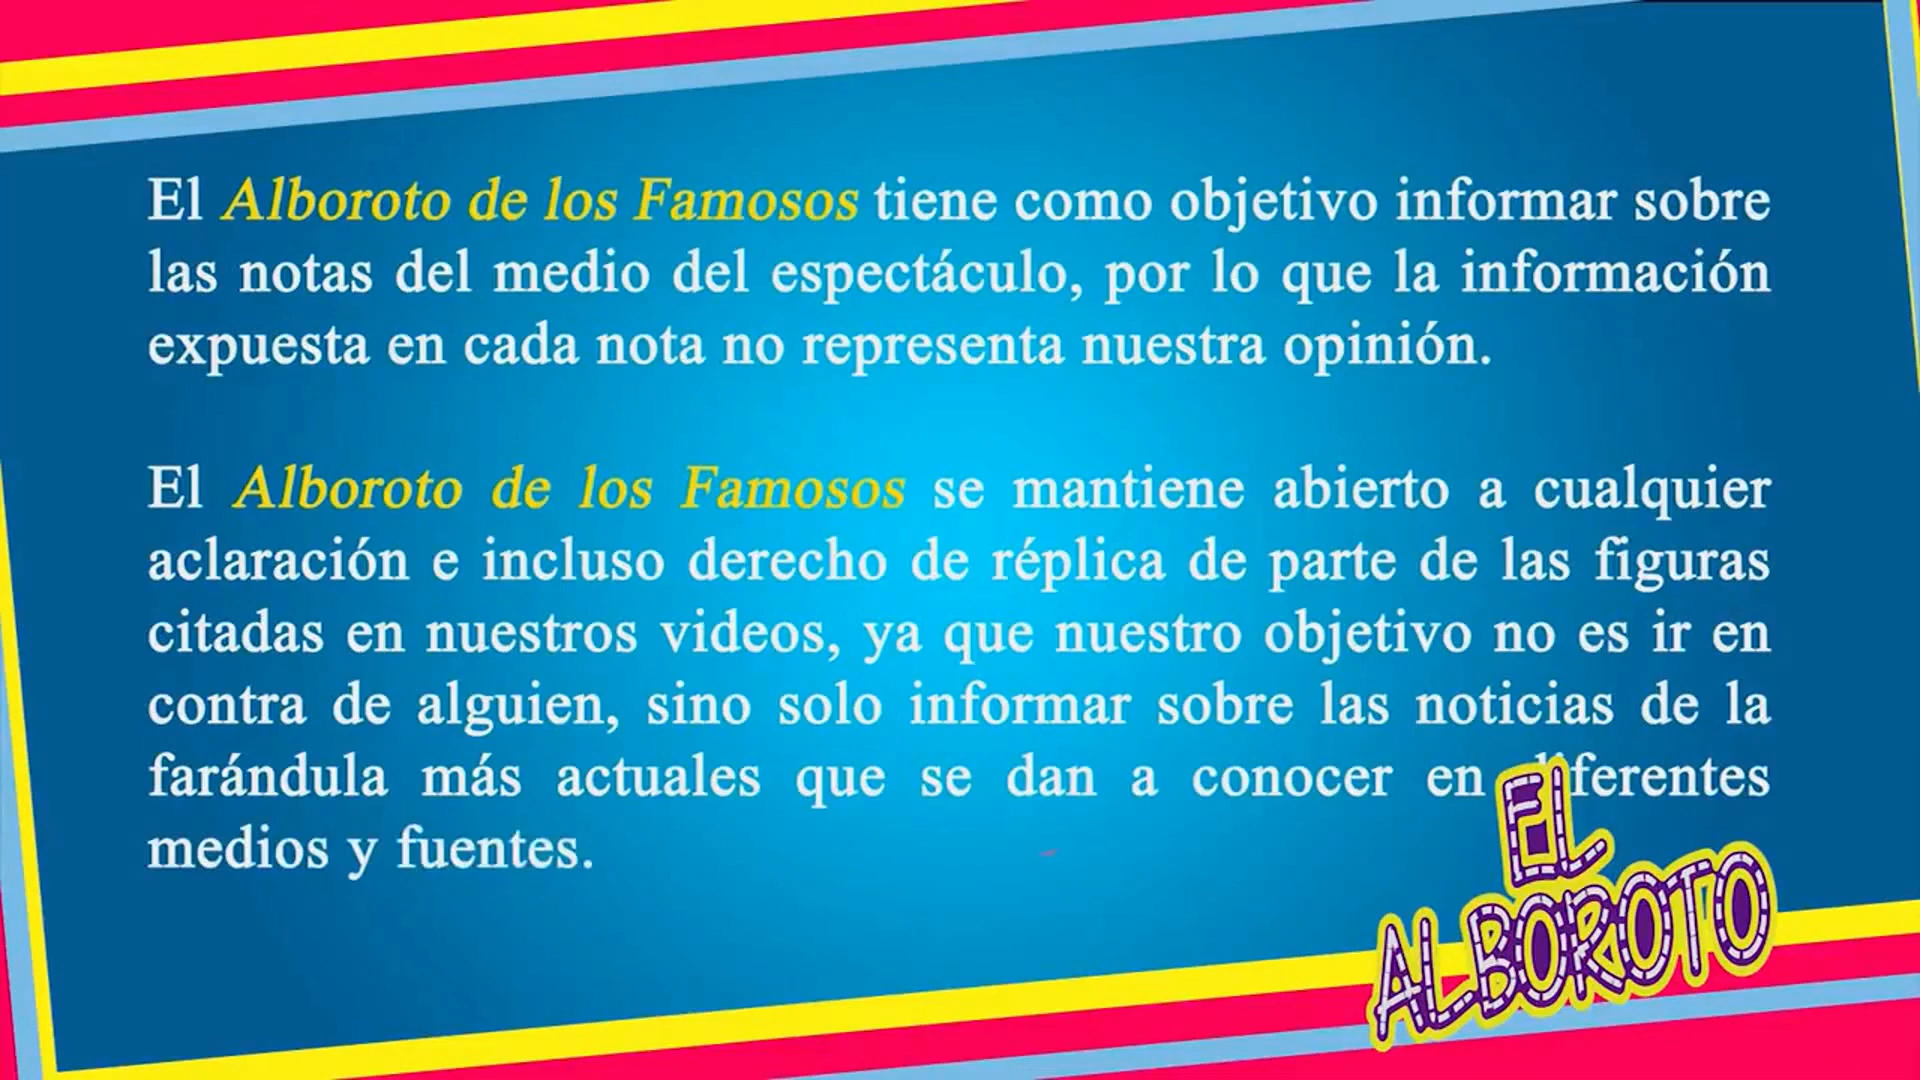 El Alboroto de los Famosos tiene como objetivo informar sobre
las notas del medio del espectáculo, por lo que la información
expuesta en cada nota no representa nuestra opinión.
El Alboroto de los Famosos se mantiene abierto a cualquier
aclaración e incluso derecho de réplica de parte de las figuras
citadas en nuestros videos, ya que nuestro objetivo no es ir en
contra de alguien, sino solo informar sobre las noticias de la
farándula más actuales que se dan a conocer en diferentes
medios y fuentes.
EL
ALBOROTO